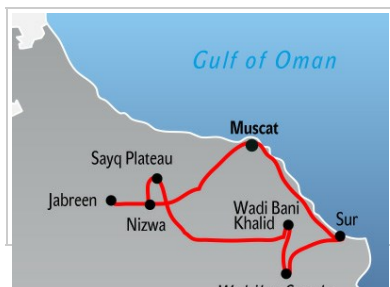 Gulf of Oman
Muscat
Sayq Plateau
Jabreen
Nizwa
Wadi Bani
Khalid
Sur